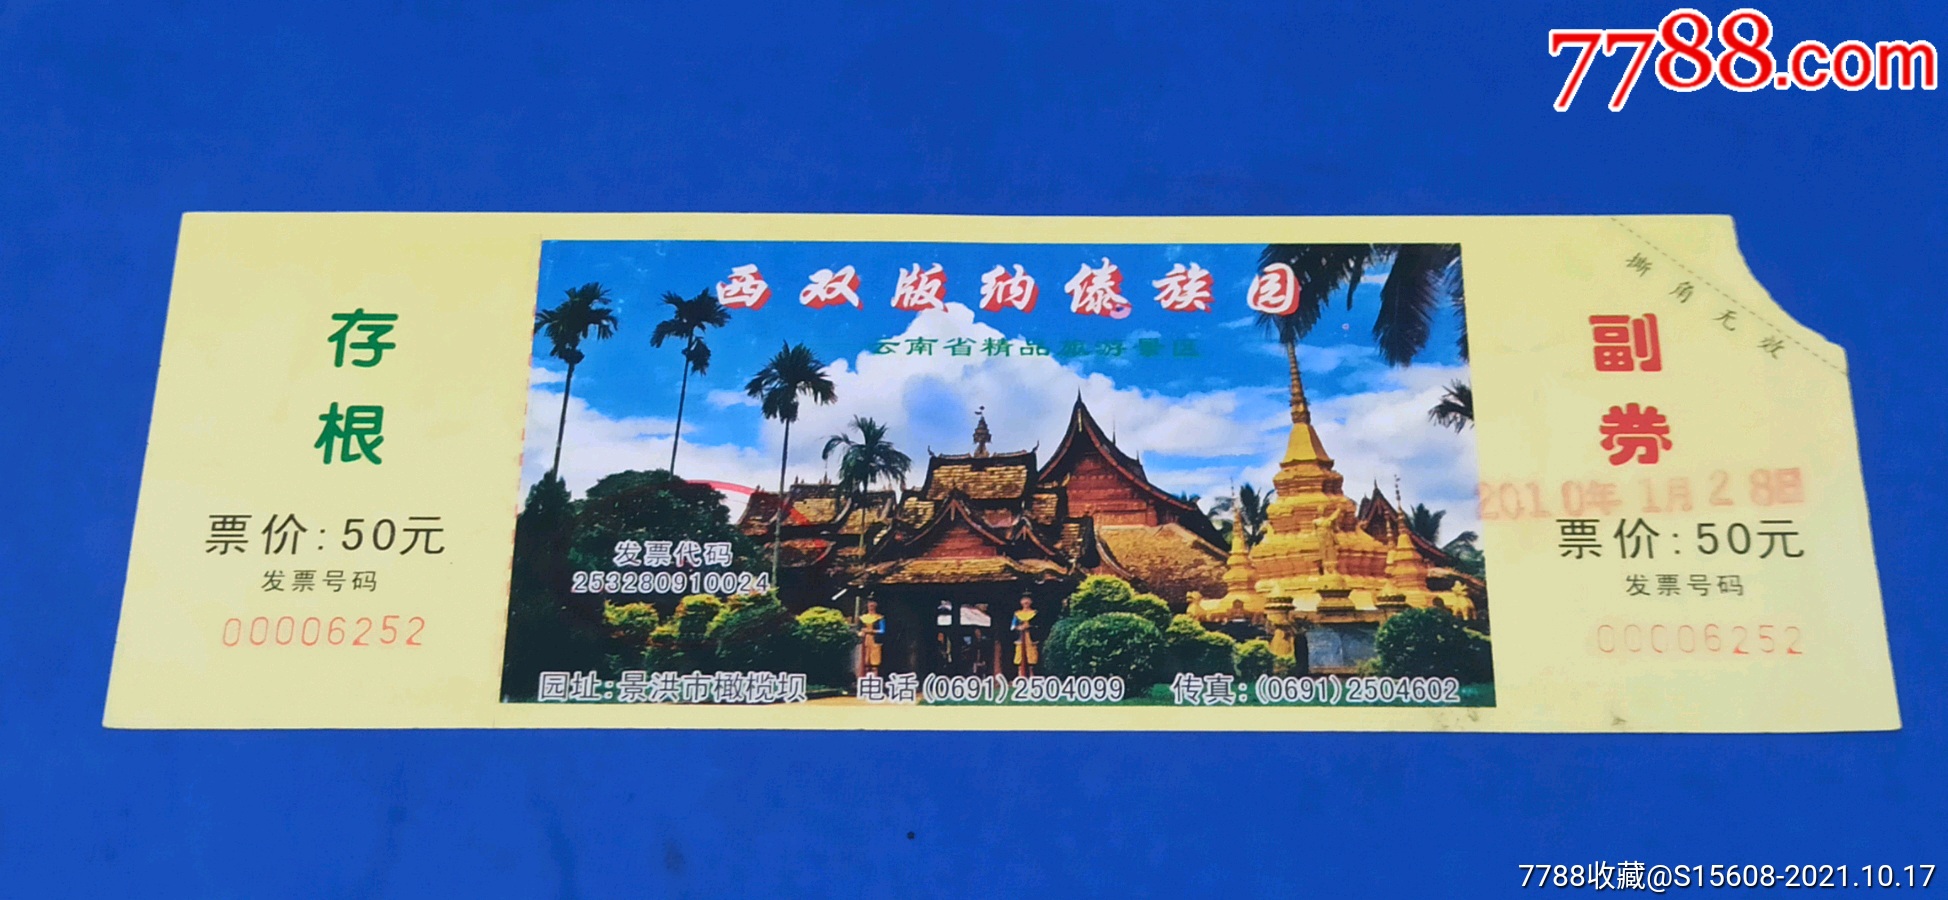 7788.com
西双版纳傣族园
云南省精品旅游景区
存根
票价:50元
发票号码
00006252
发票代码
253280910024
园址:景洪市橄榄坝 电话(0691)2504099 传真:(0691)2504602
撕角无效
副券
2010年1月28日
票价:50元
发票号码
00006252
7788收藏@S15608-2021.10.17